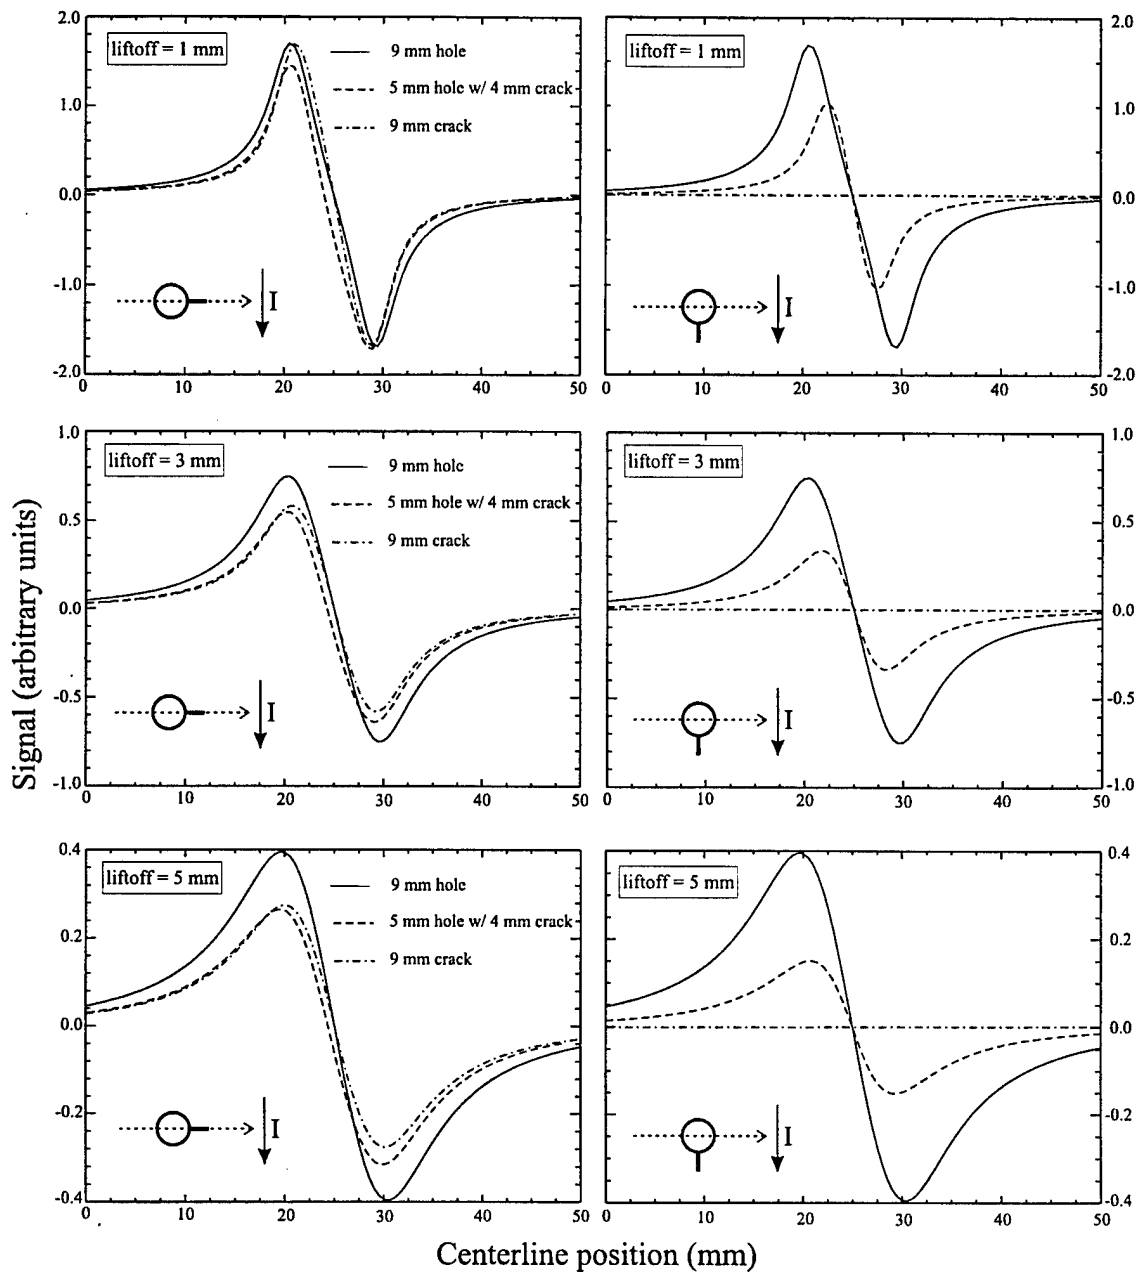 2.0
liftoff = 1 mm
9 mm hole
5 mm hole w/ 4 mm crack
9 mm crack
1.0
0.0
-1.0
-2.0
I
0 10 20 30 40 50
liftoff = 1 mm
2.0
1.0
0.0
-1.0
-2.0
I
0 10 20 30 40 50
1.0
liftoff = 3 mm
9 mm hole
5 mm hole w/ 4 mm crack
9 mm crack
0.5
0.0
-0.5
-1.0
I
0 10 20 30 40 50
liftoff = 3 mm
1.0
0.5
0.0
-0.5
-1.0
I
0 10 20 30 40 50
Signal (arbitrary units)
0.4
liftoff = 5 mm
9 mm hole
5 mm hole w/ 4 mm crack
9 mm crack
0.2
0.0
-0.2
-0.4
I
0 10 20 30 40 50
liftoff = 5 mm
0.4
0.2
0.0
-0.2
-0.4
I
0 10 20 30 40 50
Centerline position (mm)